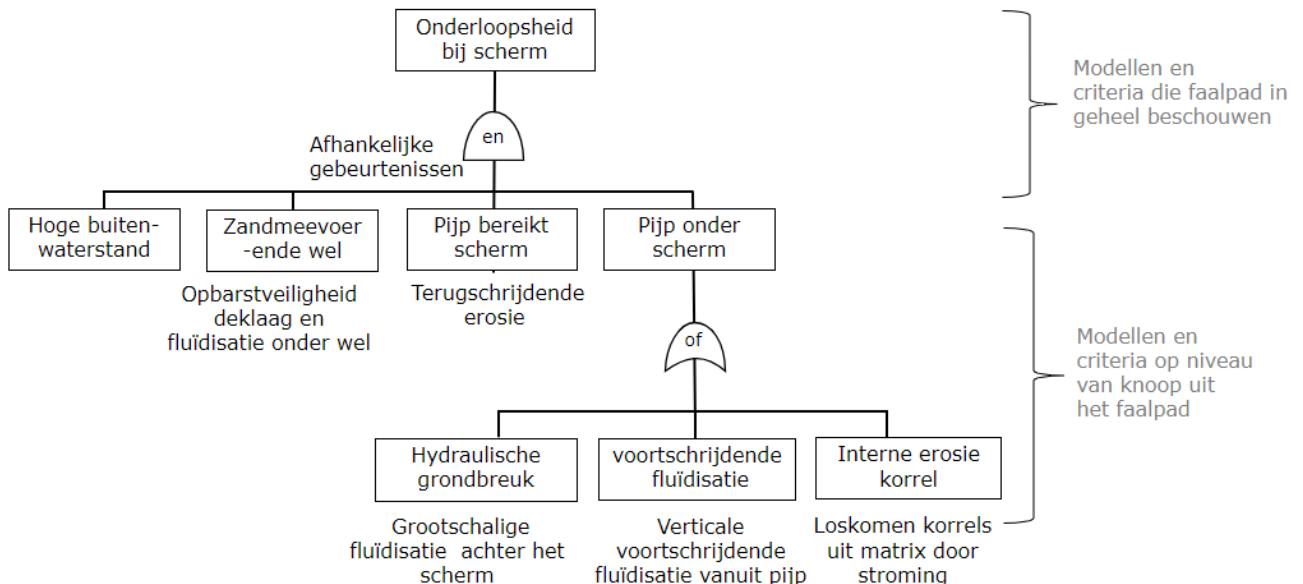 Onderloopsheid
bij scherm
Modellen en
criteria die faalpad in
geheel beschouwen
en
Afhankelijke
gebeurtenissen
Hoge buiten-
waterstand
Zandmeevoer
-ende wel
Pijp bereikt
scherm
Pijp onder
scherm
Opbarstveiligheid
deklaag en
fluïdisatie onder wel
Terugschrijdende
erosie
of
Modellen en
criteria op niveau
van knoop uit
het faalpad
Hydraulische
grondbreuk
voortschrijdende
fluïdisatie
Interne erosie
korrel
Grootschalige
fluïdisatie achter het
scherm
Verticale
voortschrijdende
fluïdisatie vanuit pijp
Loskomen korrels
uit matrix door
stroming